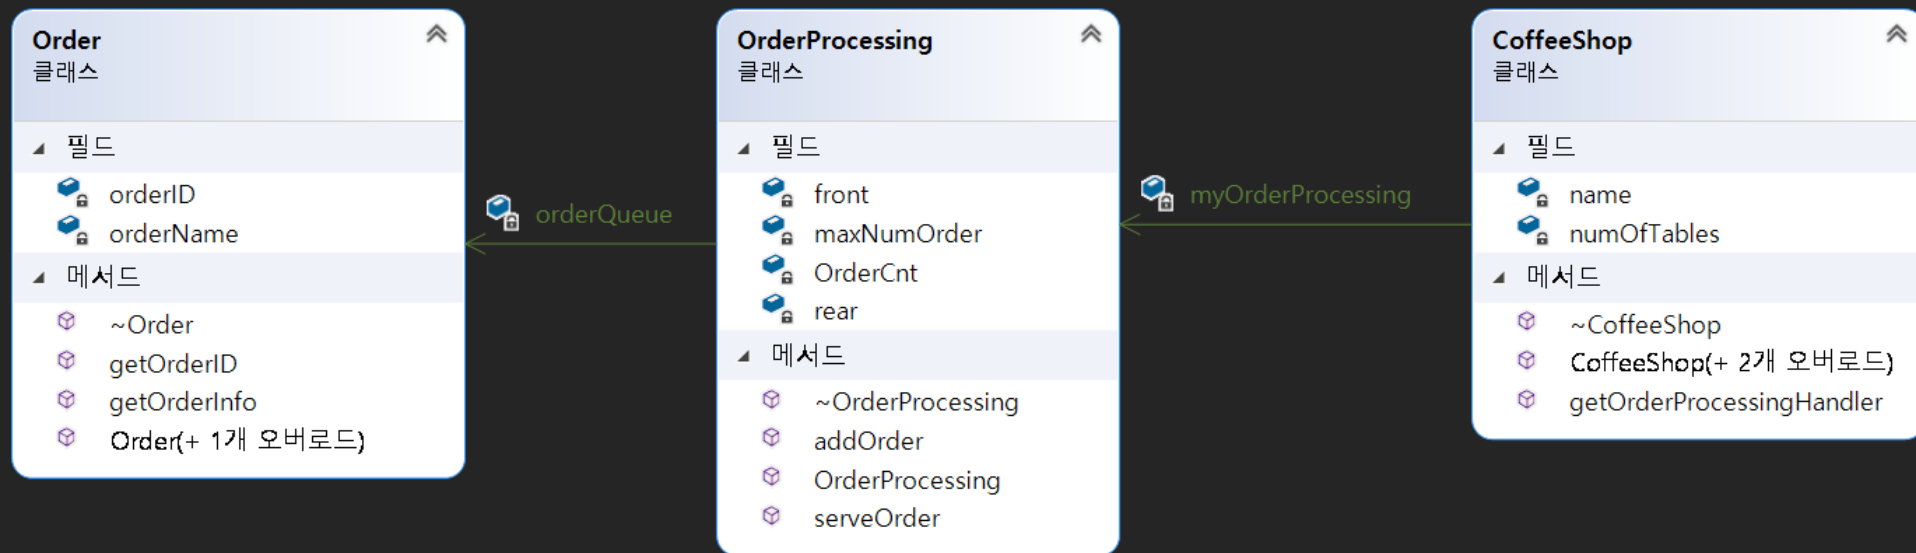 Order
클래스
필드
orderID
orderName
메서드
~Order
getOrderID
getOrderInfo
Order(+ 1개 오버로드)
orderQueue
OrderProcessing
클래스
필드
front
maxNumOrder
OrderCnt
rear
메서드
~OrderProcessing
addOrder
OrderProcessing
serveOrder
myOrderProcessing
CoffeeShop
클래스
필드
name
numOfTables
메서드
~CoffeeShop
CoffeeShop(+ 2개 오버로드)
getOrderProcessingHandler